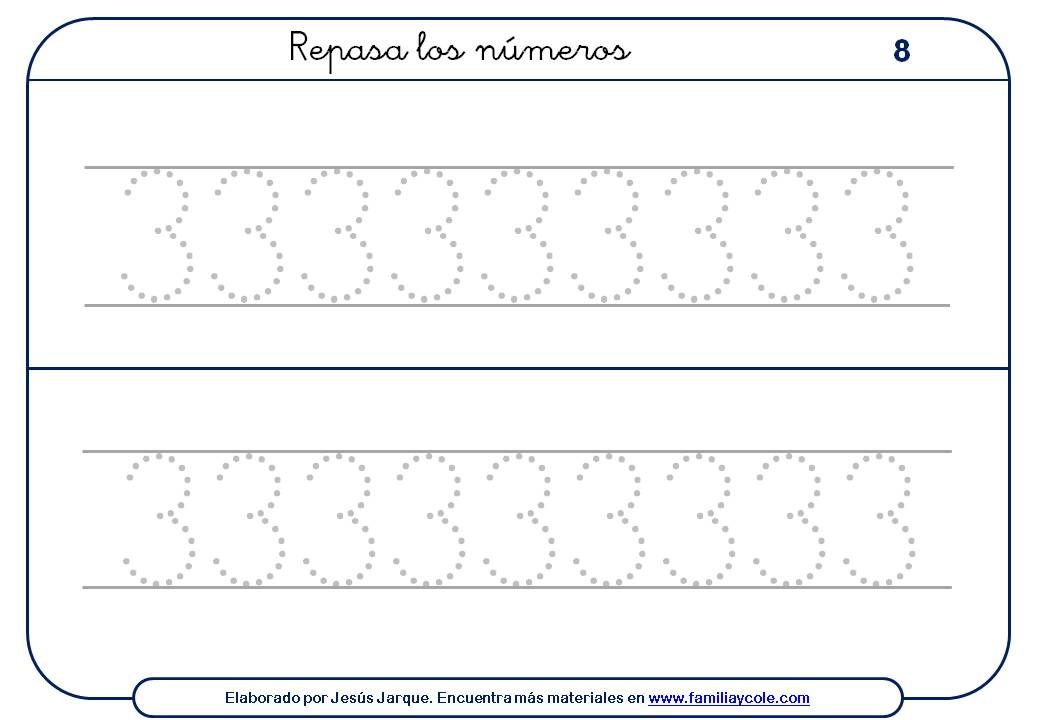 Repasa los números
8
333333333
333333333
Elaborado por Jesús Jarque. Encuentra más materiales en www.familiaycole.com